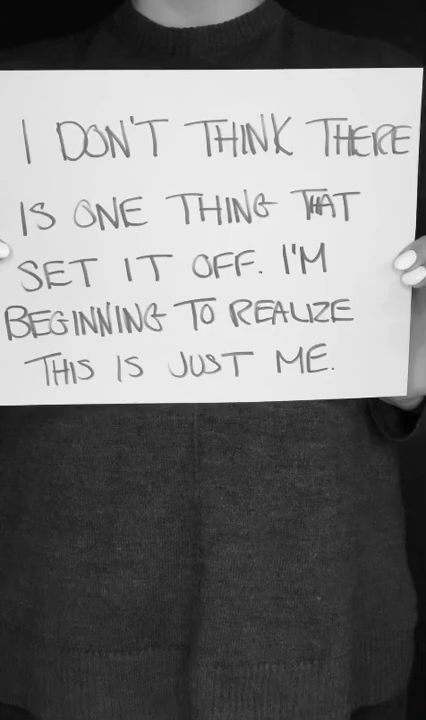 I DON'T THINK THERE
IS ONE THING THAT
SET IT OFF. I'M
BEGINNING TO REALIZE
THIS IS JUST ME.